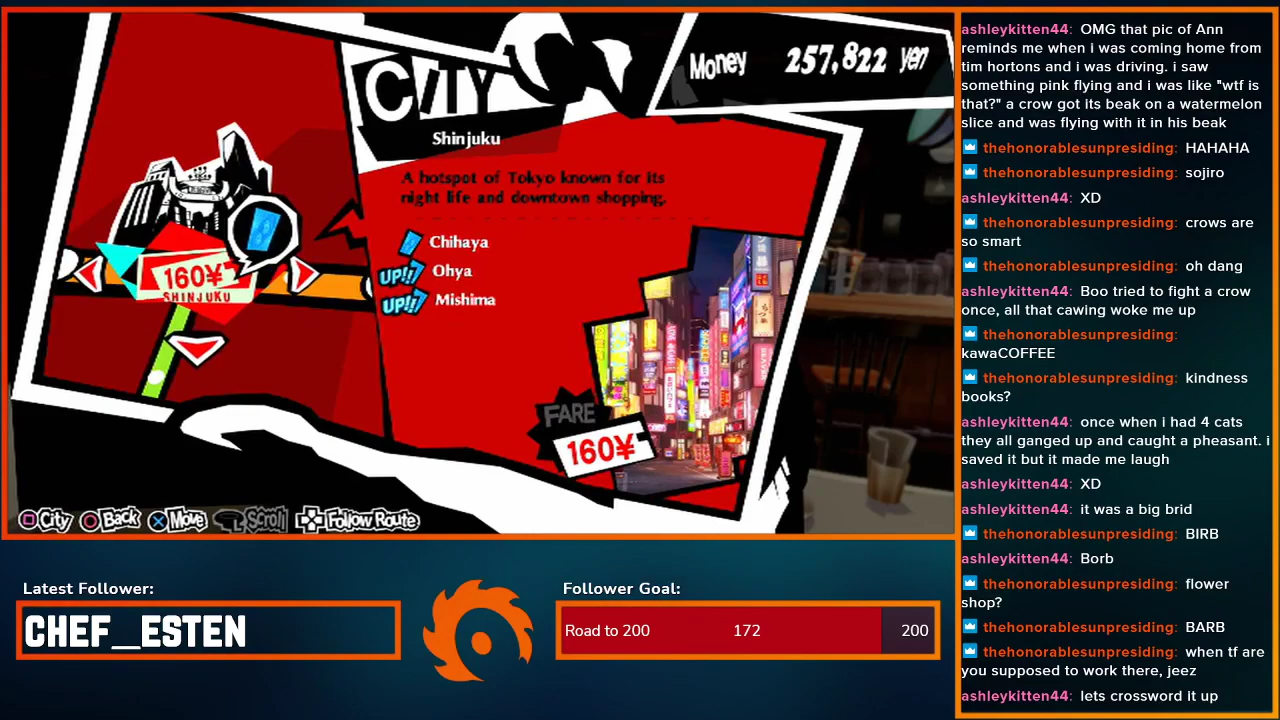 CITY
Shinjuku
Money 257,822 yen
A hotspot of Tokyo known for its
night life and downtown shopping.
Chihaya
UP!! Ohya
UP!! Mishima
160¥
SHINJUKU
FARE
160¥
City Back Move Scroll Follow Route
Latest Follower:
CHEF_ESTEN
Follower Goal:
Road to 200 172 200
ashleykitten44: OMG that pic of Ann
reminds me when i was coming home from
tim hortons and i was driving. i saw
something pink flying and i was like "wtf is
that?" a crow got its beak on a watermelon
slice and was flying with it in his beak
thehonorablesunpresiding: HAHAHA
thehonorablesunpresiding: sojiro
ashleykitten44: XD
thehonorablesunpresiding: crows are
so smart
thehonorablesunpresiding: oh dang
ashleykitten44: Boo tried to fight a crow
once, all that cawing woke me up
thehonorablesunpresiding:
kawaCOFFEE
thehonorablesunpresiding: kindness
books?
ashleykitten44: once when i had 4 cats
they all ganged up and caught a pheasant. i
saved it but it made me laugh
ashleykitten44: XD
ashleykitten44: it was a big brid
thehonorablesunpresiding: BIRB
ashleykitten44: Borb
thehonorablesunpresiding: flower
shop?
thehonorablesunpresiding: BARB
thehonorablesunpresiding: when tf are
you supposed to work there, jeez
ashleykitten44: lets crossword it up